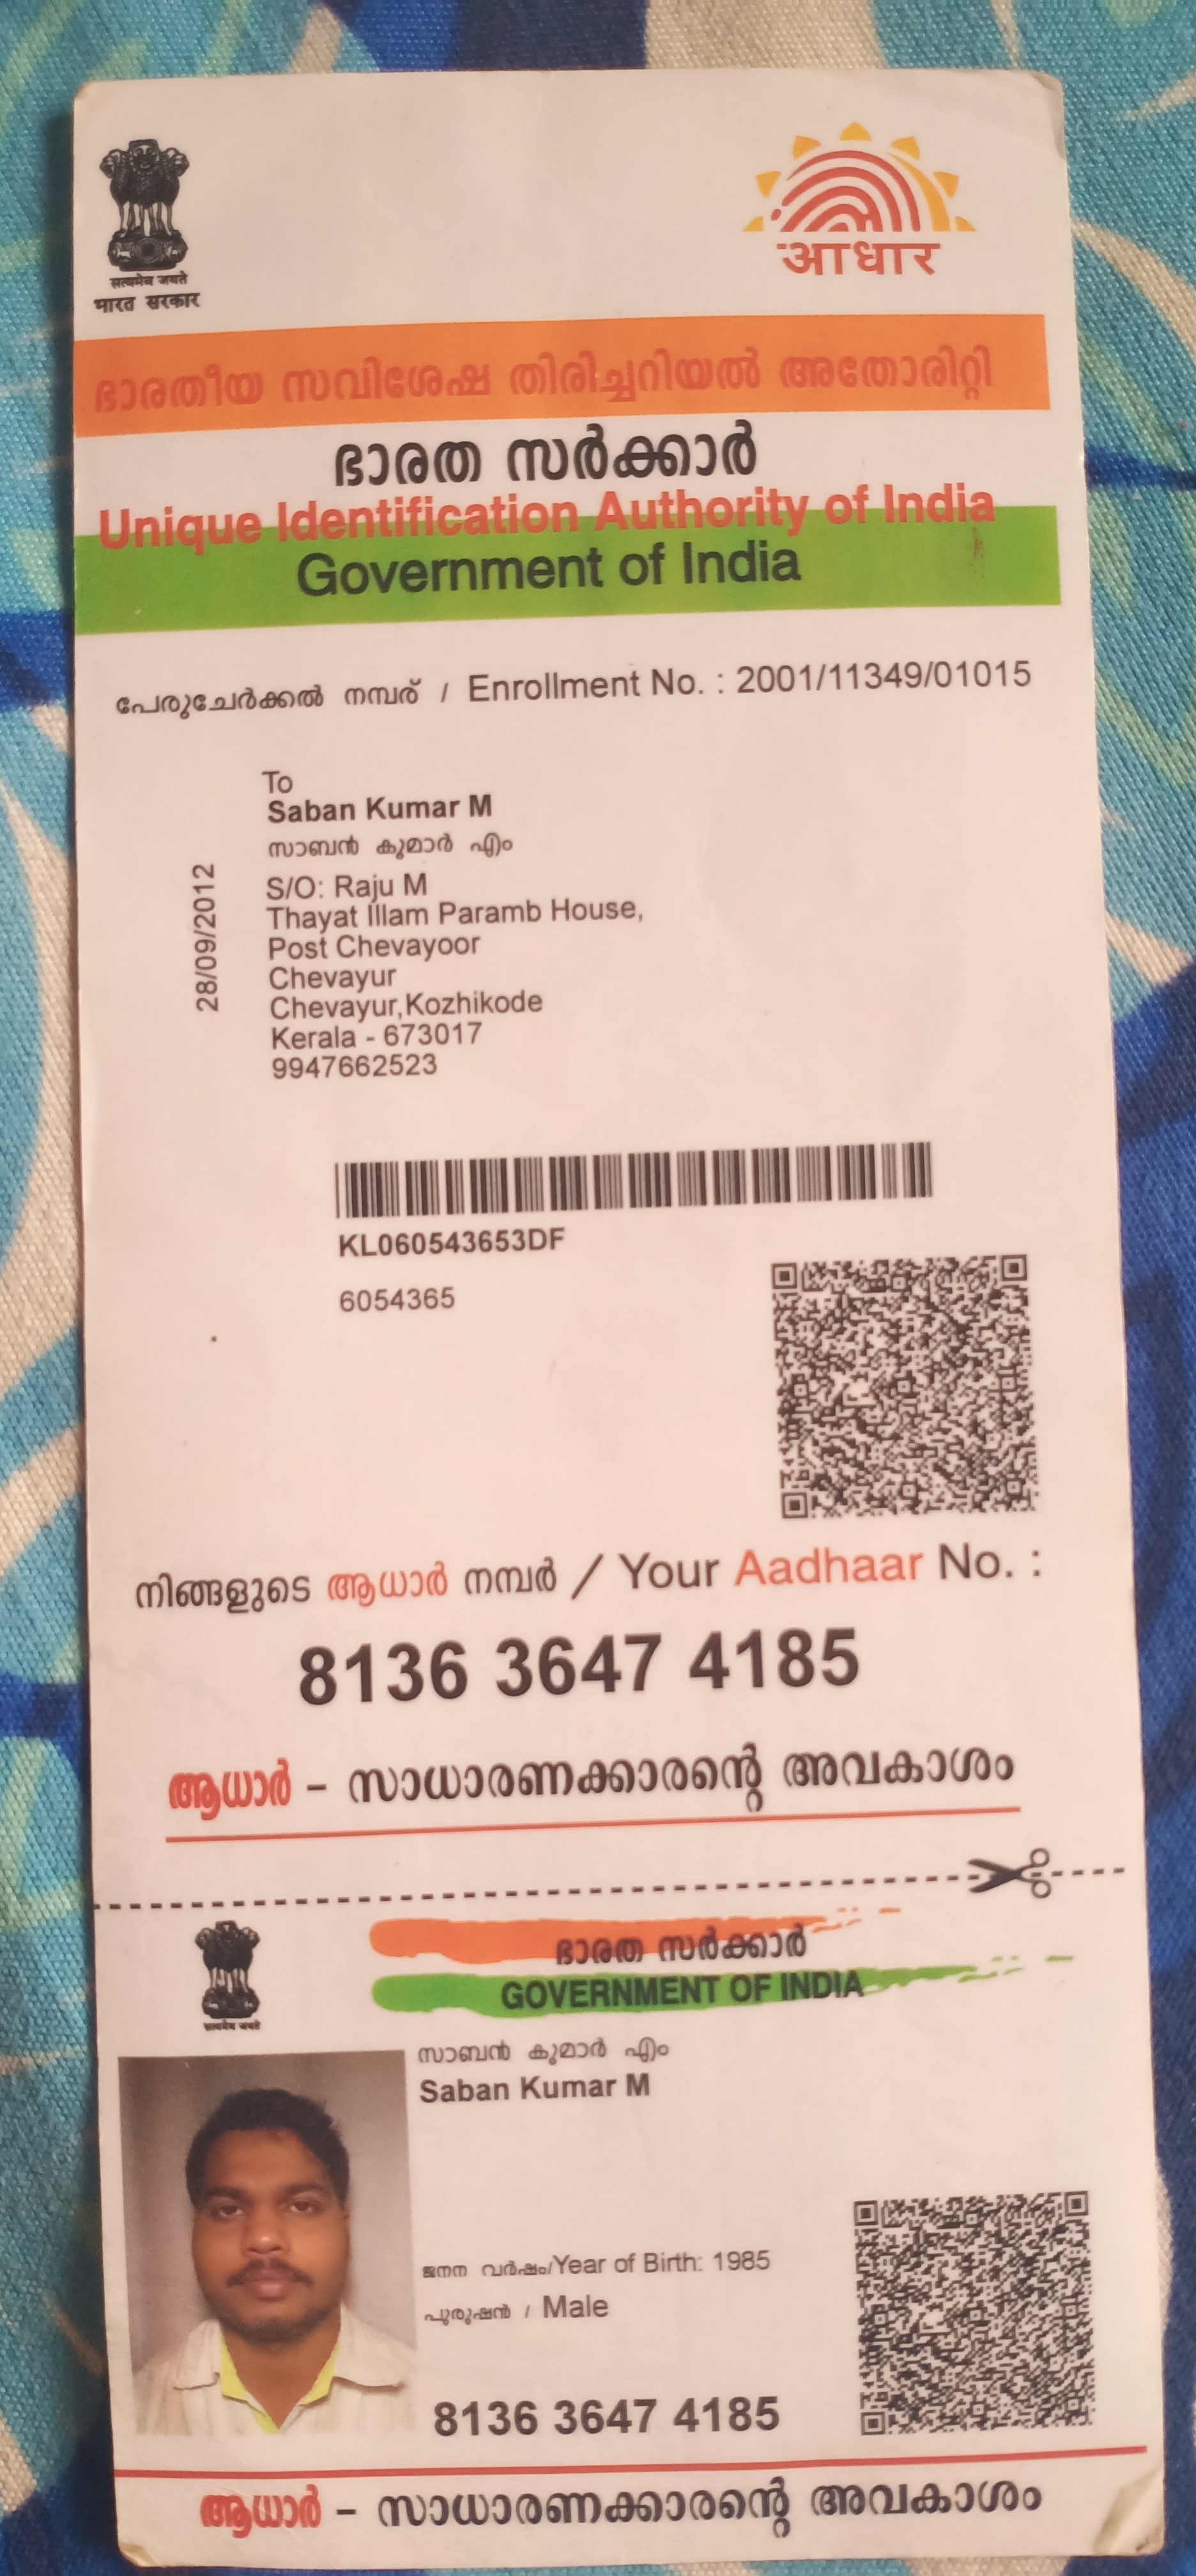 आधार
सत्यमेव जयते
भारत सरकार
ഭാരതീയ സവിശേഷ തിരിച്ചറിയൽ അതോരിറ്റി
ഭാരത സർക്കാർ
Unique Identification Authority of India
Government of India
പേരുചേർക്കൽ നമ്പര് / Enrollment No. : 2001/11349/01015
28/09/2012
To
Saban Kumar M
സാബൻ കുമാർ എം
S/O: Raju M
Thayat Illam Paramb House,
Post Chevayoor
Chevayur
Chevayur,Kozhikode
Kerala - 673017
9947662523
KL060543653DF
6054365
നിങ്ങളുടെ ആധാർ നമ്പർ / Your Aadhaar No. :
8136 3647 4185
ആധാർ – സാധാരണക്കാരന്റെ അവകാശം
ഭാരത സർക്കാർ
GOVERNMENT OF INDIA
सत्यमेव जयते
സാബൻ കുമാർ എം
Saban Kumar M
ജനന വർഷം/Year of Birth: 1985
പുരുഷൻ / Male
8136 3647 4185
ആധാർ – സാധാരണക്കാരന്റെ അവകാശം